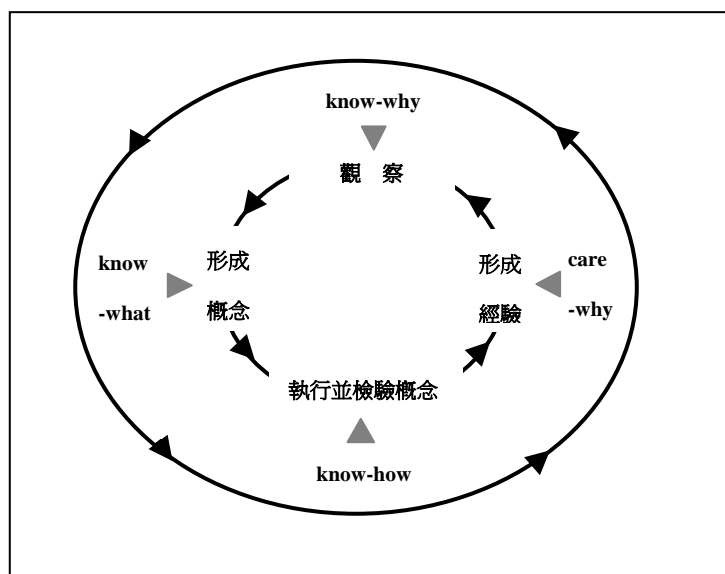 know-why
觀 察
know
-what
形成
概念
形成
經驗
care
-why
執行並檢驗概念
know-how